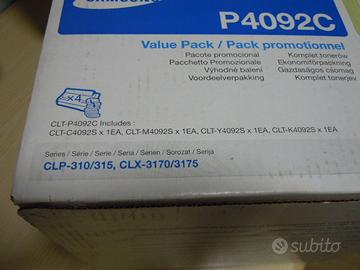 SAMSUNG
P4092C
Value Pack / Pack promotionnel
Pacote promocional Komplet tonerów
Pacchetto Promozionale Ekonomiförpackning
Výhodné balení Gazdaságos csomag
Voordeelverpakking Komplet tonerjev
x4
CLT-P4092C Includes :
CLT-C4092S x 1EA, CLT-M4092S x 1EA, CLT-Y4092S x 1EA, CLT-K4092S x 1EA
Series / Série / Serie / Seria / Serien / Sorozat / Serija
CLP-310/315, CLX-3170/3175
subito